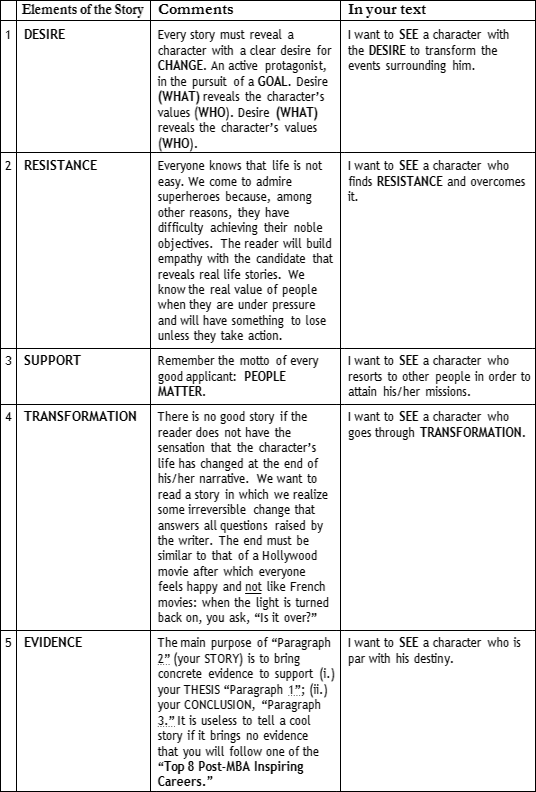 Elements of the Story Comments In your text
1 DESIRE
Every story must reveal a
character with a clear desire for
CHANGE. An active protagonist,
in the pursuit of a GOAL. Desire
(WHAT) reveals the character’s
values (WHO). Desire (WHAT)
reveals the character’s values
(WHO).
I want to SEE a character with
the DESIRE to transform the
events surrounding him.
2 RESISTANCE
Everyone knows that life is not
easy. We come to admire
superheroes because, among
other reasons, they have
difficulty achieving their noble
objectives. The reader will build
empathy with the candidate that
reveals real life stories. We
know the real value of people
when they are under pressure
and will have something to lose
unless they take action.
I want to SEE a character who
finds RESISTANCE and overcomes
it.
3 SUPPORT
Remember the motto of every
good applicant: PEOPLE
MATTER.
I want to SEE a character who
resorts to other people in order to
attain his/her missions.
4 TRANSFORMATION
There is no good story if the
reader does not have the
sensation that the character’s
life has changed at the end of
his/her narrative. We want to
read a story in which we realize
some irreversible change that
answers all questions raised by
the writer. The end must be
similar to that of a Hollywood
movie after which everyone
feels happy and not like French
movies: when the light is turned
back on, you ask, “Is it over?”
I want to SEE a character who
goes through TRANSFORMATION.
5 EVIDENCE
The main purpose of “Paragraph
2” (your STORY) is to bring
concrete evidence to support (i.)
your THESIS “Paragraph 1”; (ii.)
your CONCLUSION, “Paragraph
3.” It is useless to tell a cool
story if it brings no evidence
that you will follow one of the
“Top 8 Post-MBA Inspiring
Careers.”
I want to SEE a character who is
par with his destiny.